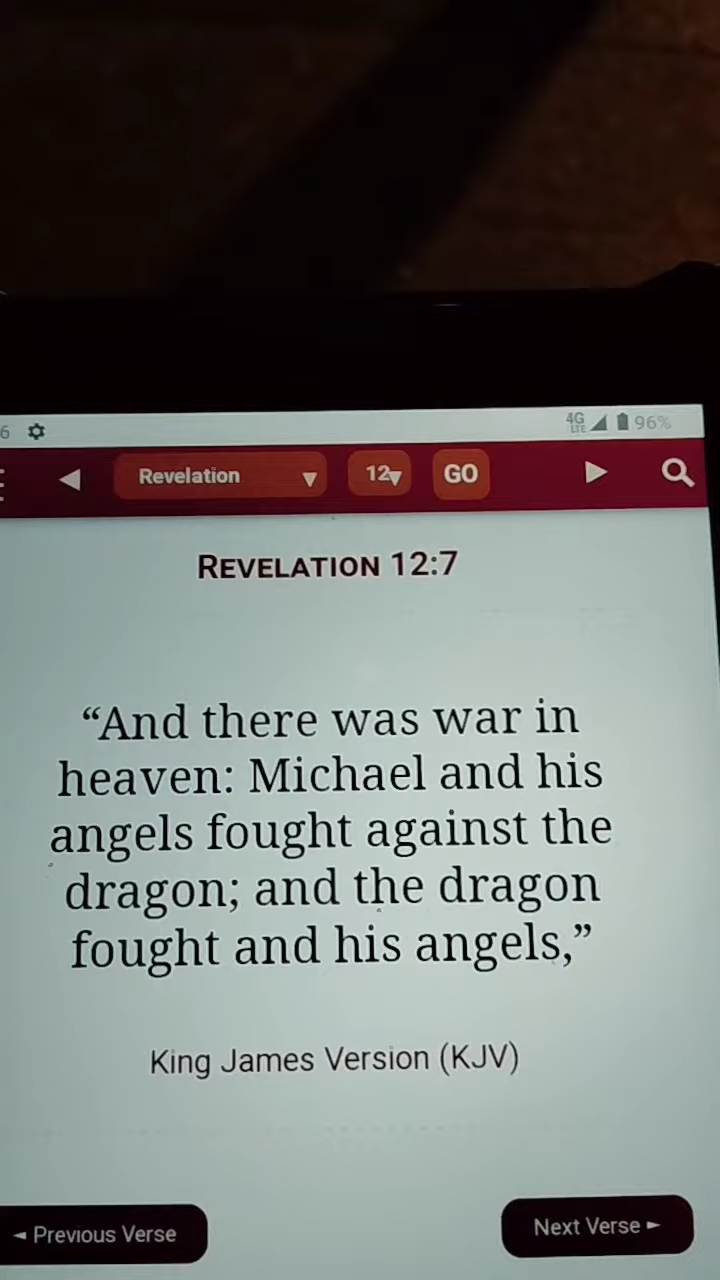 6 4G LTE 96%
Revelation 12 GO
REVELATION 12:7
“And there was war in
heaven: Michael and his
angels fought against the
dragon; and the dragon
fought and his angels,”
King James Version (KJV)
◄ Previous Verse Next Verse ►